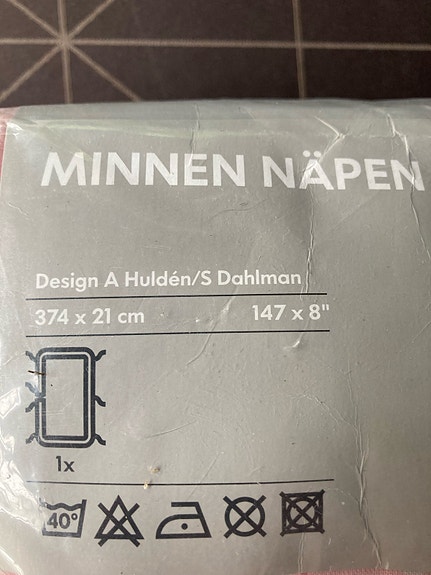 MINNEN NÄPEN
Design A Huldén/S Dahlman
374 x 21 cm 147 x 8"
1x
40°